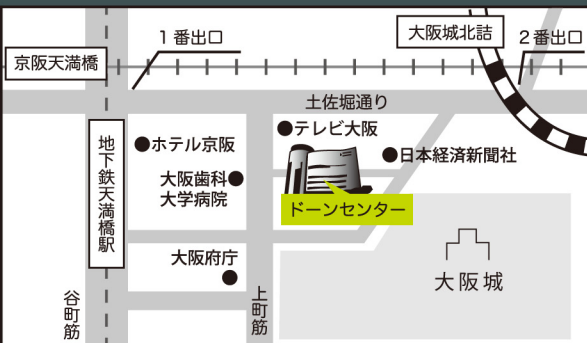 1番出口
大阪城北詰
2番出口
京阪天満橋
土佐堀通り
テレビ大阪
ホテル京阪
日本経済新聞社
地下鉄天満橋駅
大阪歯科
大学病院
ドーンセンター
大阪府庁
大阪城
谷町筋
上町筋